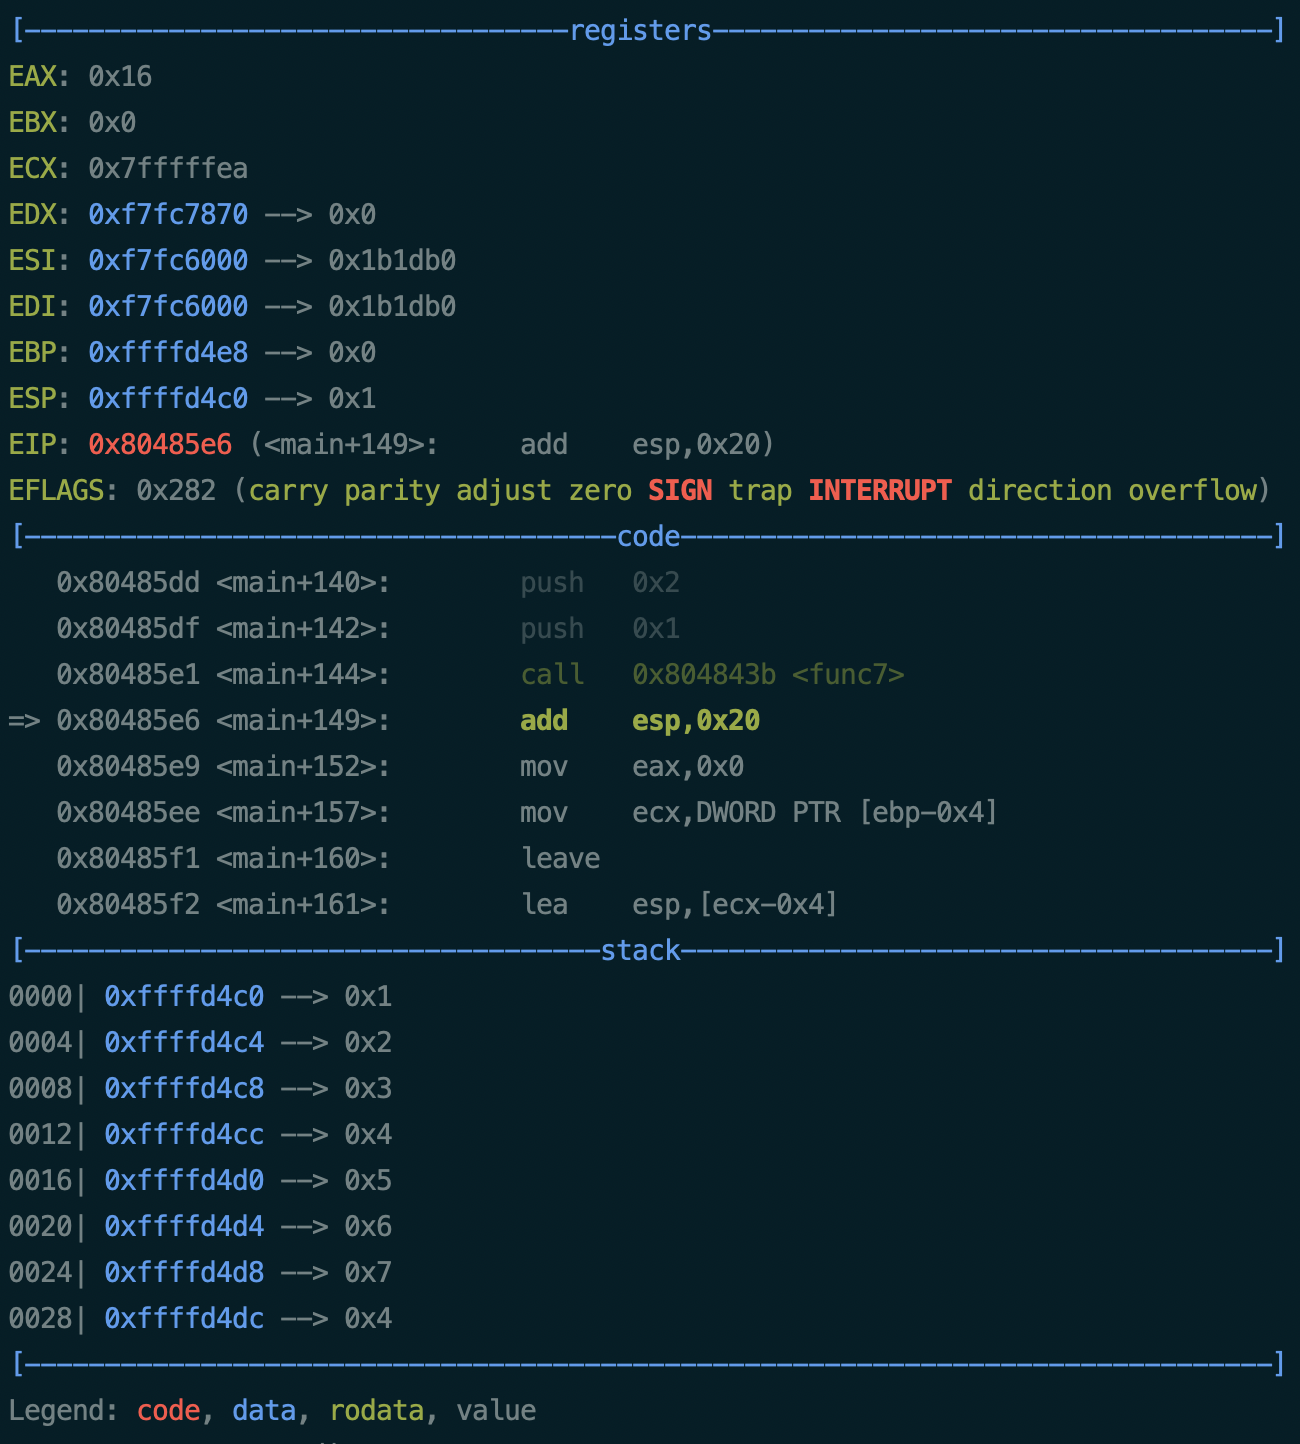 [----------------------------------registers-----------------------------------]
EAX: 0x16
EBX: 0x0
ECX: 0x7fffffea
EDX: 0xf7fc7870 --> 0x0
ESI: 0xf7fc6000 --> 0x1b1db0
EDI: 0xf7fc6000 --> 0x1b1db0
EBP: 0xffffd4e8 --> 0x0
ESP: 0xffffd4c0 --> 0x1
EIP: 0x80485e6 (<main+149>:	add    esp,0x20)
EFLAGS: 0x282 (carry parity adjust zero SIGN trap INTERRUPT direction overflow)
[-------------------------------------code-------------------------------------]
   0x80485dd <main+140>:	push   0x2
   0x80485df <main+142>:	push   0x1
   0x80485e1 <main+144>:	call   0x804843b <func7>
=> 0x80485e6 <main+149>:	add    esp,0x20
   0x80485e9 <main+152>:	mov    eax,0x0
   0x80485ee <main+157>:	mov    ecx,DWORD PTR [ebp-0x4]
   0x80485f1 <main+160>:	leave
   0x80485f2 <main+161>:	lea    esp,[ecx-0x4]
[------------------------------------stack-------------------------------------]
0000| 0xffffd4c0 --> 0x1
0004| 0xffffd4c4 --> 0x2
0008| 0xffffd4c8 --> 0x3
0012| 0xffffd4cc --> 0x4
0016| 0xffffd4d0 --> 0x5
0020| 0xffffd4d4 --> 0x6
0024| 0xffffd4d8 --> 0x7
0028| 0xffffd4dc --> 0x4
[------------------------------------------------------------------------------]
Legend: code, data, rodata, value